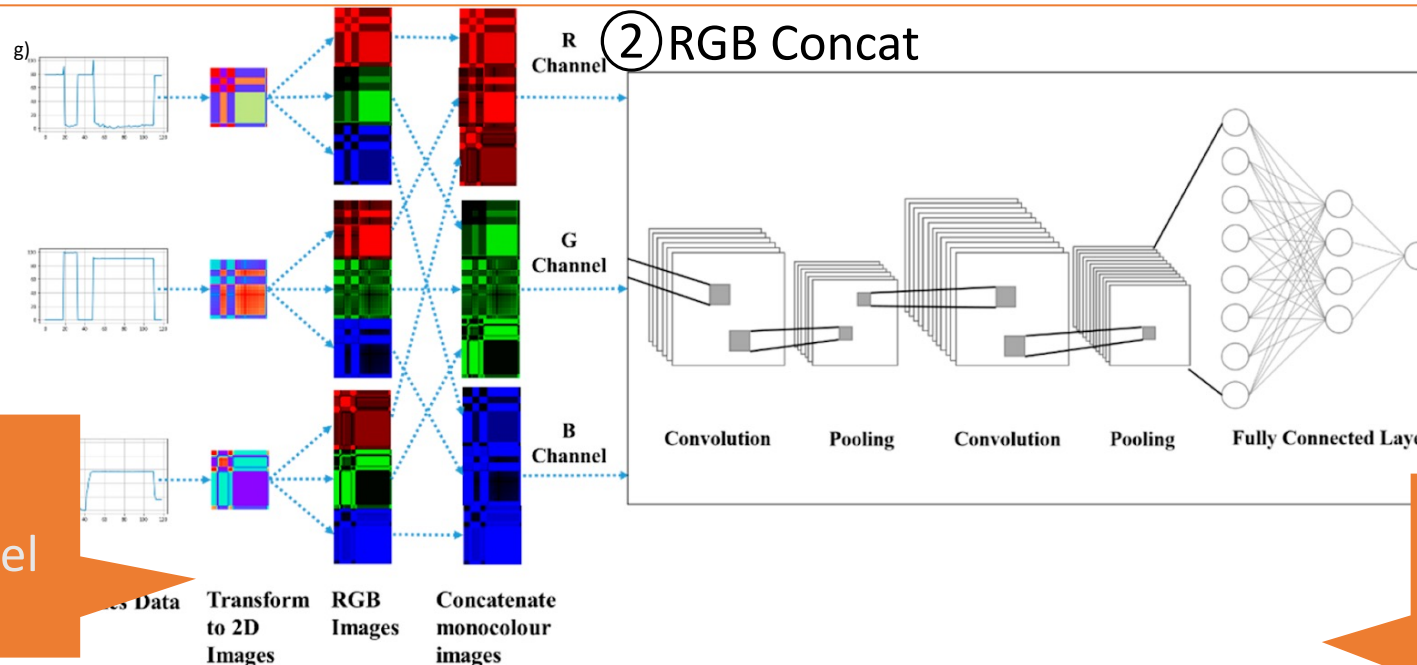 ② RGB Concat
g)
R
Channel
G
Channel
B
Channel
Convolution
Pooling
Convolution
Pooling
Fully Connected Laye
el
Data
Transform
to 2D
Images
RGB
Images
Concatenate
monocolour
images